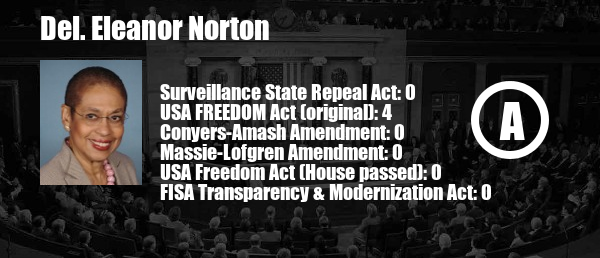 Del. Eleanor Norton
Surveillance State Repeal Act: 0
USA FREEDOM Act (original): 4
Conyers-Amash Amendment: 0
Massie-Lofgren Amendment: 0
USA Freedom Act (House passed): 0
FISA Transparency & Modernization Act: 0
A